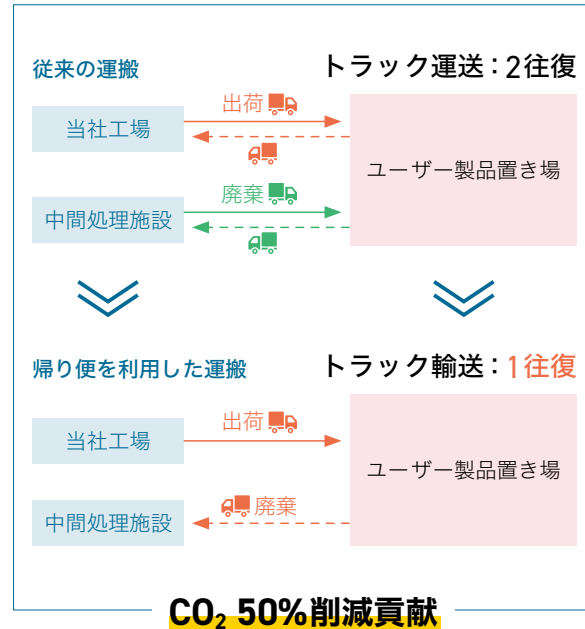 従来の運搬
トラック運送：2往復
出荷
当社工場
ユーザー製品置き場
廃棄
中間処理施設
帰り便を利用した運搬
トラック輸送：1往復
出荷
当社工場
ユーザー製品置き場
廃棄
中間処理施設
CO₂ 50%削減貢献